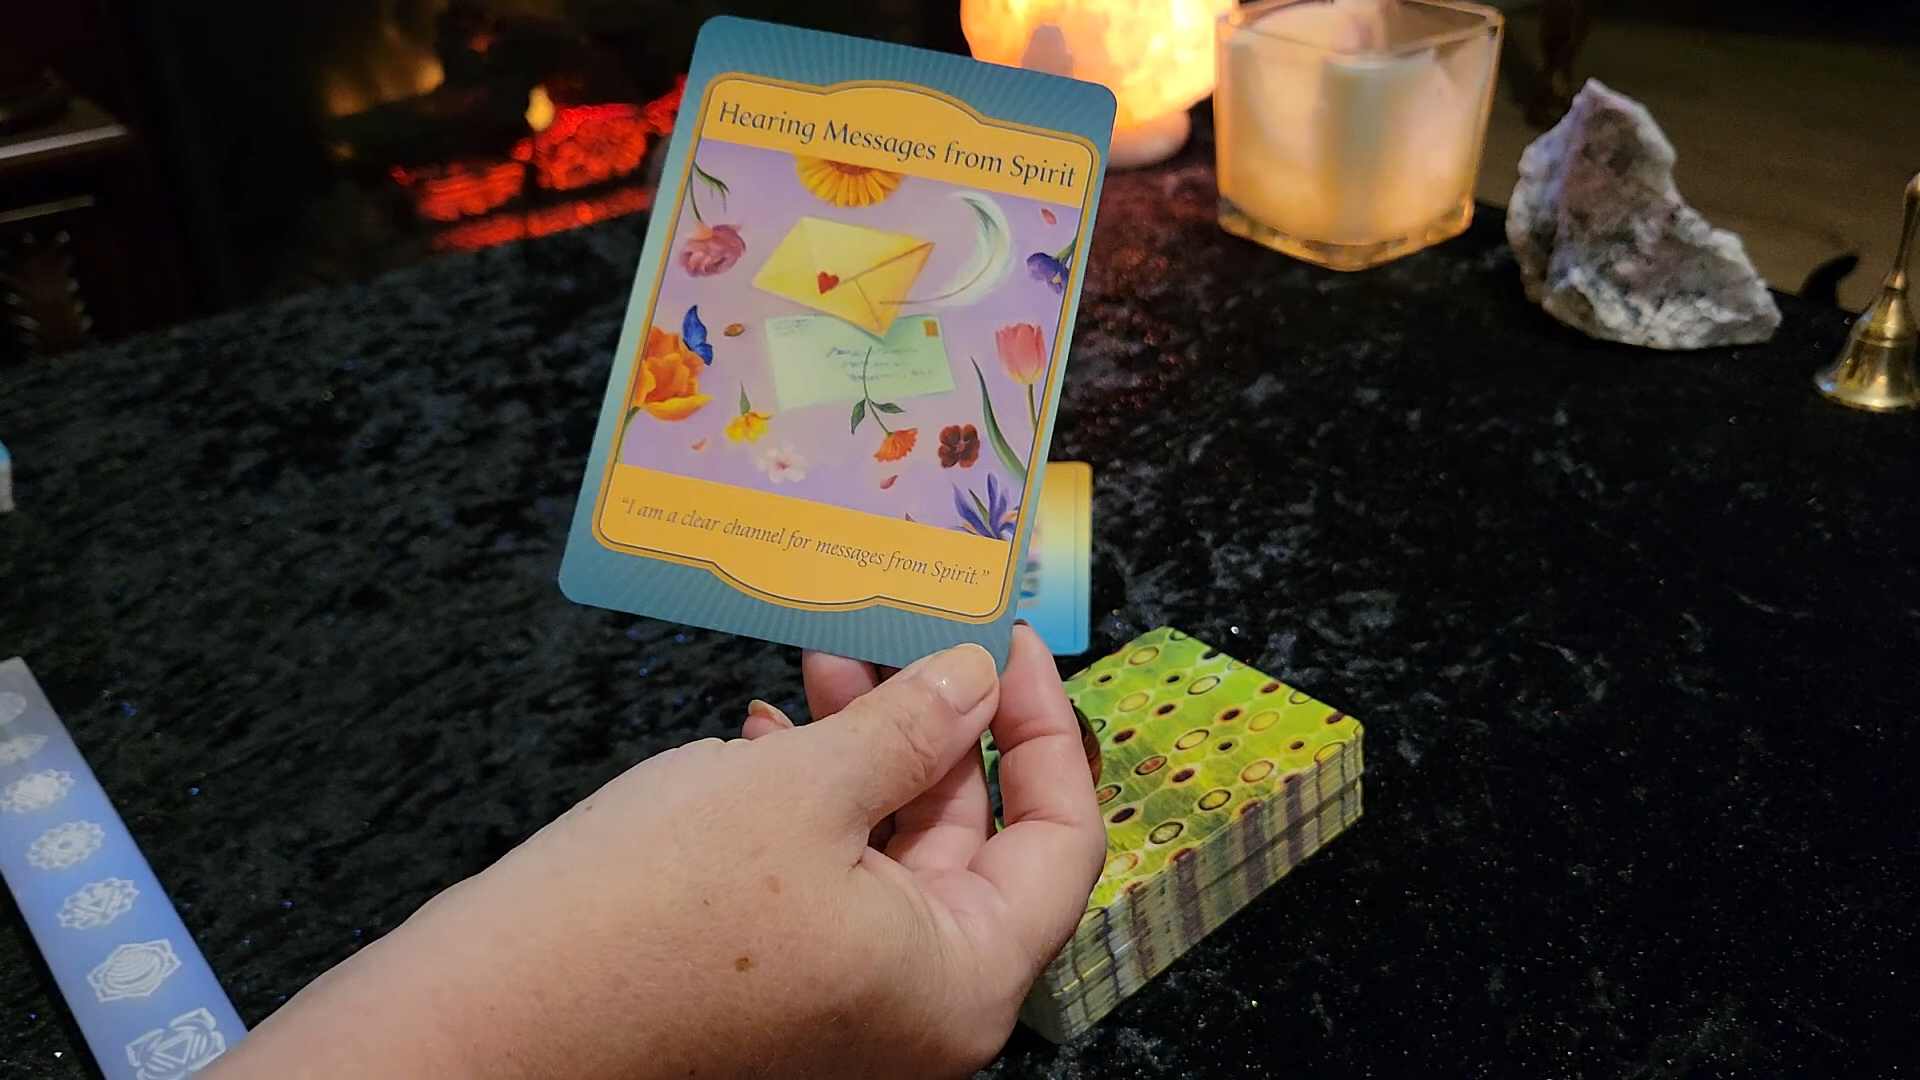 Hearing Messages from Spirit
"I am a clear channel for messages from Spirit."